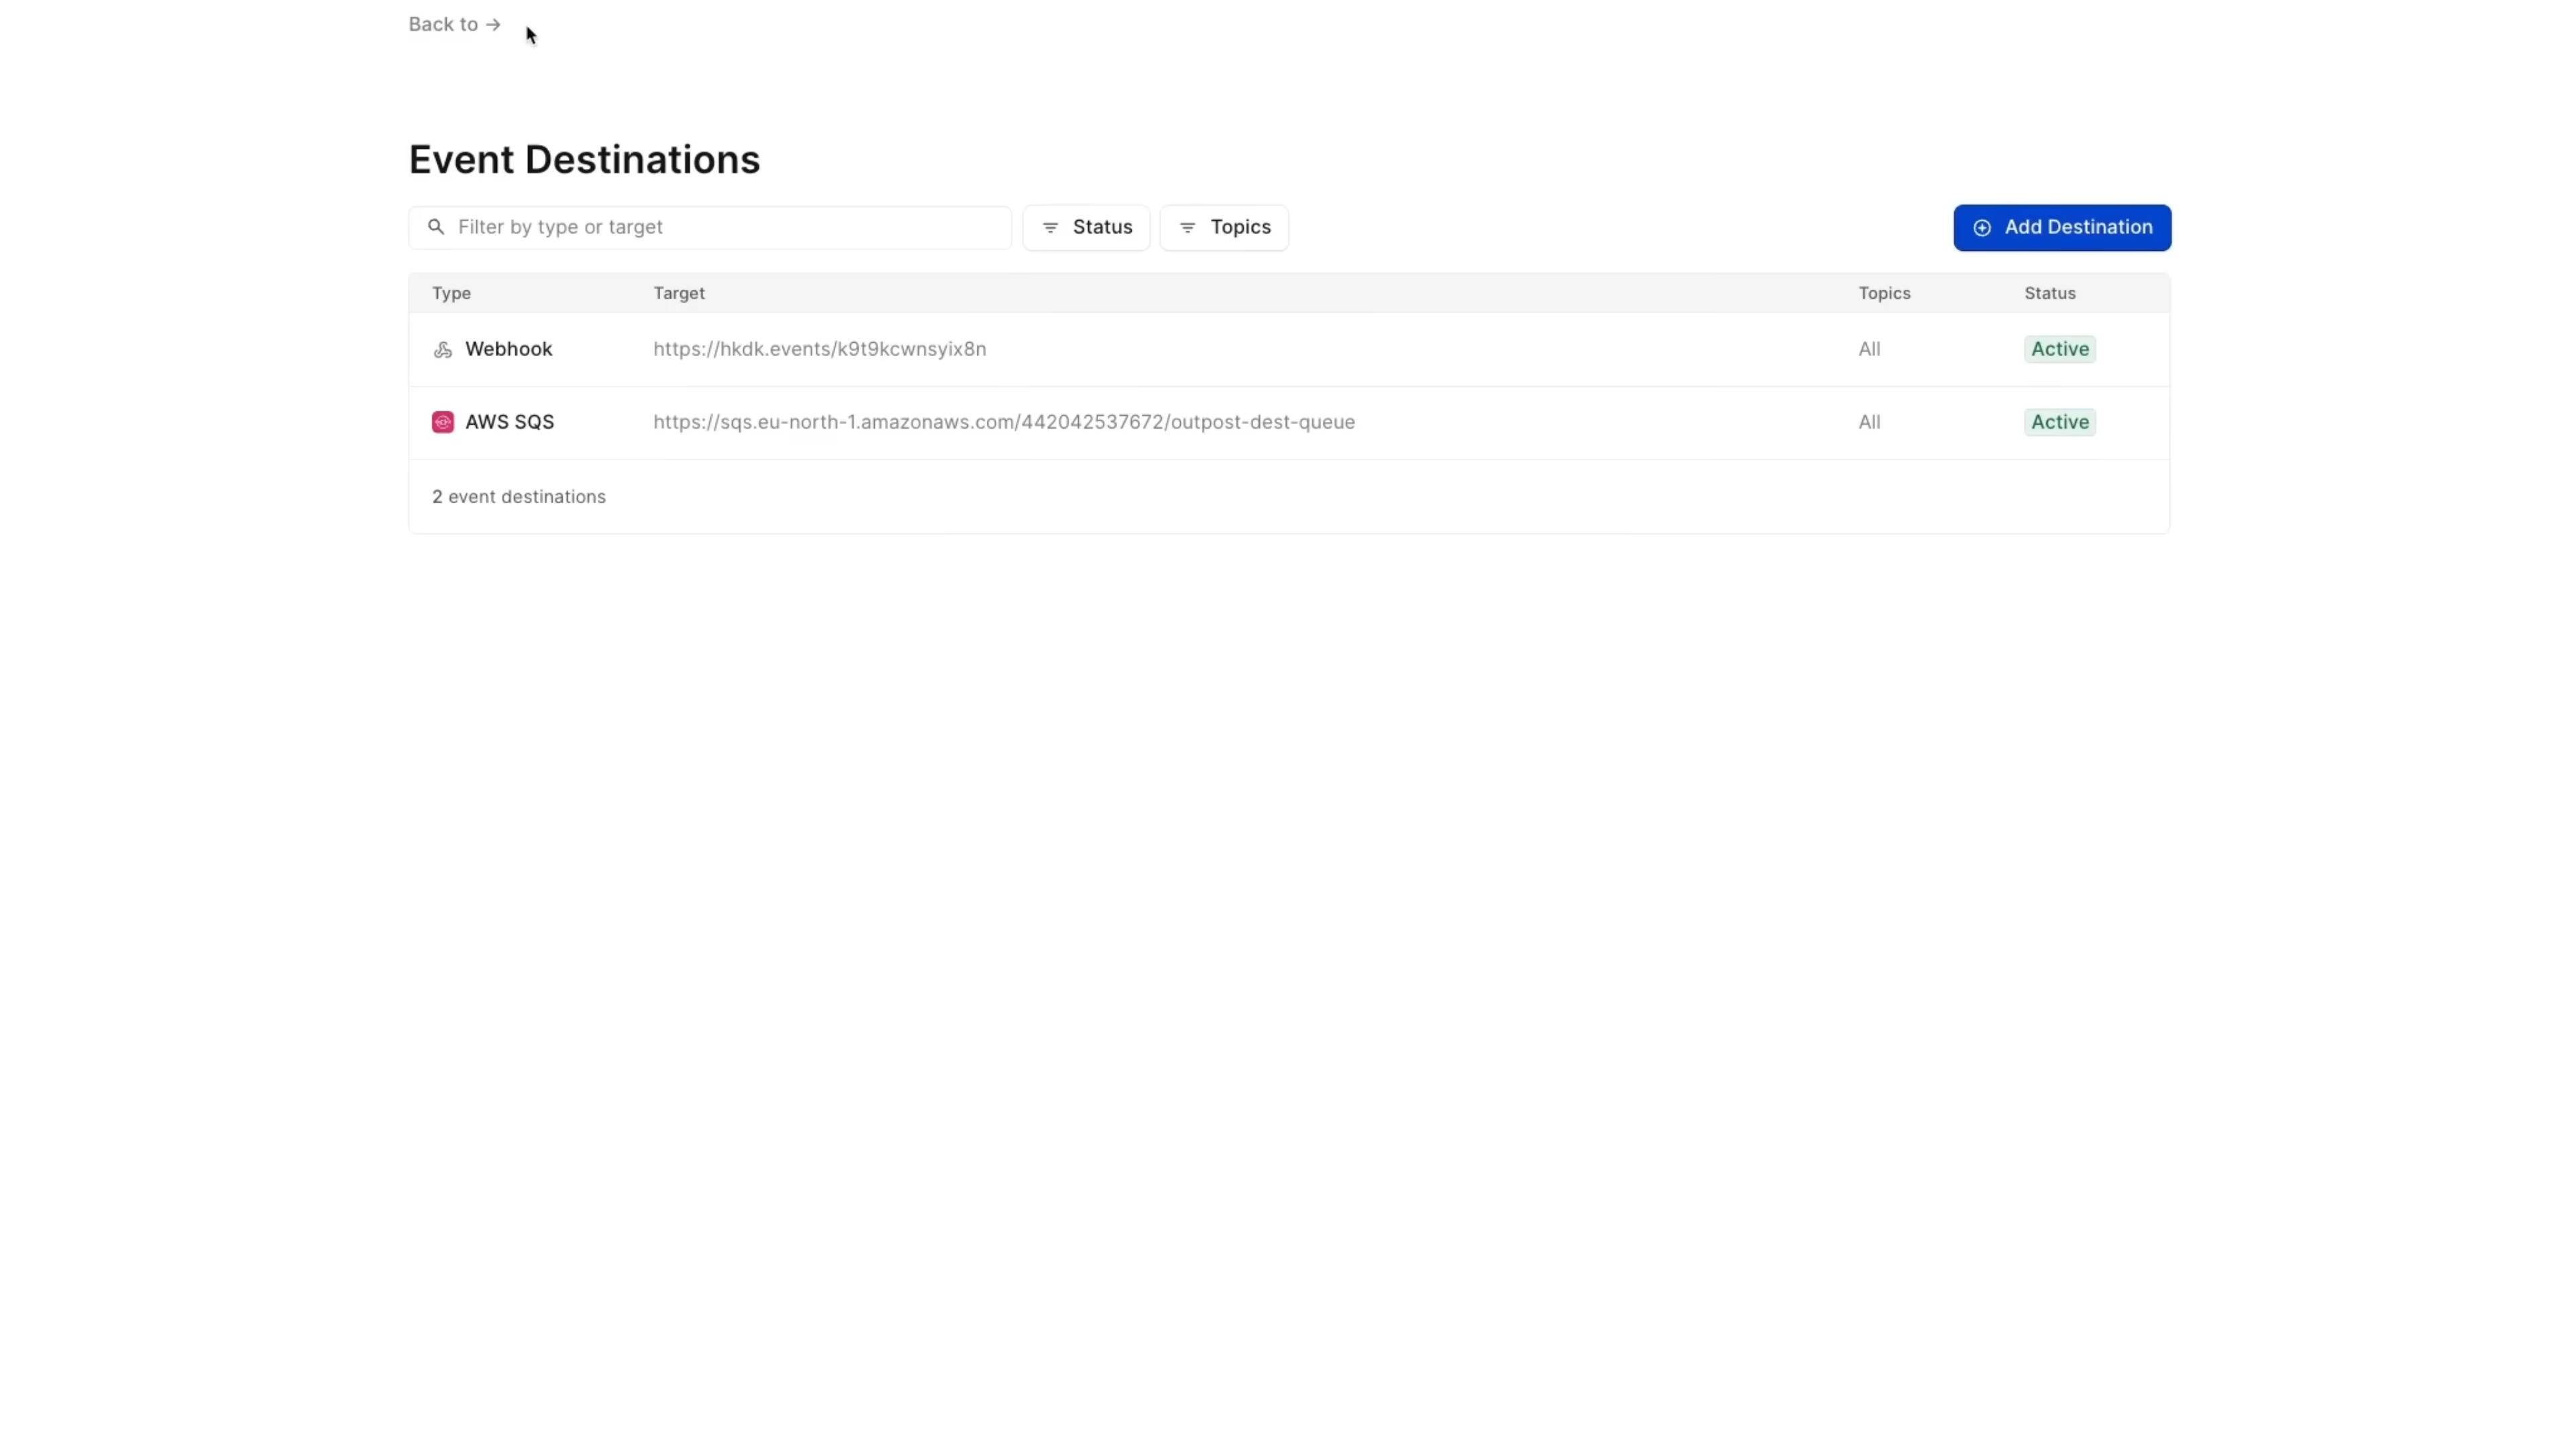 Back to →
Event Destinations
Filter by type or target
Status
Topics
Add Destination
Type Target Topics Status
Webhook https://hkdk.events/k9t9kcwnsyix8n All Active
AWS SQS https://sqs.eu-north-1.amazonaws.com/442042537672/outpost-dest-queue All Active
2 event destinations